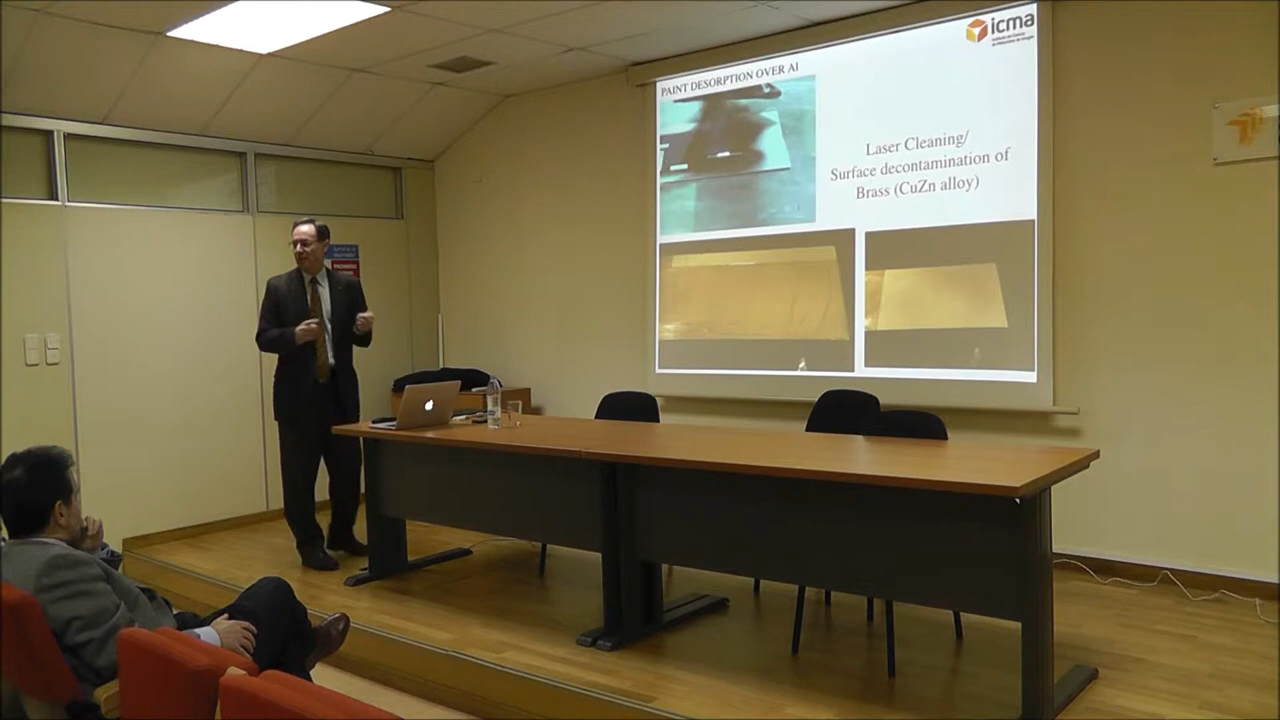 icma
PAINT DESORPTION OVER Al
Laser Cleaning/
Surface decontamination of
Brass (CuZn alloy)